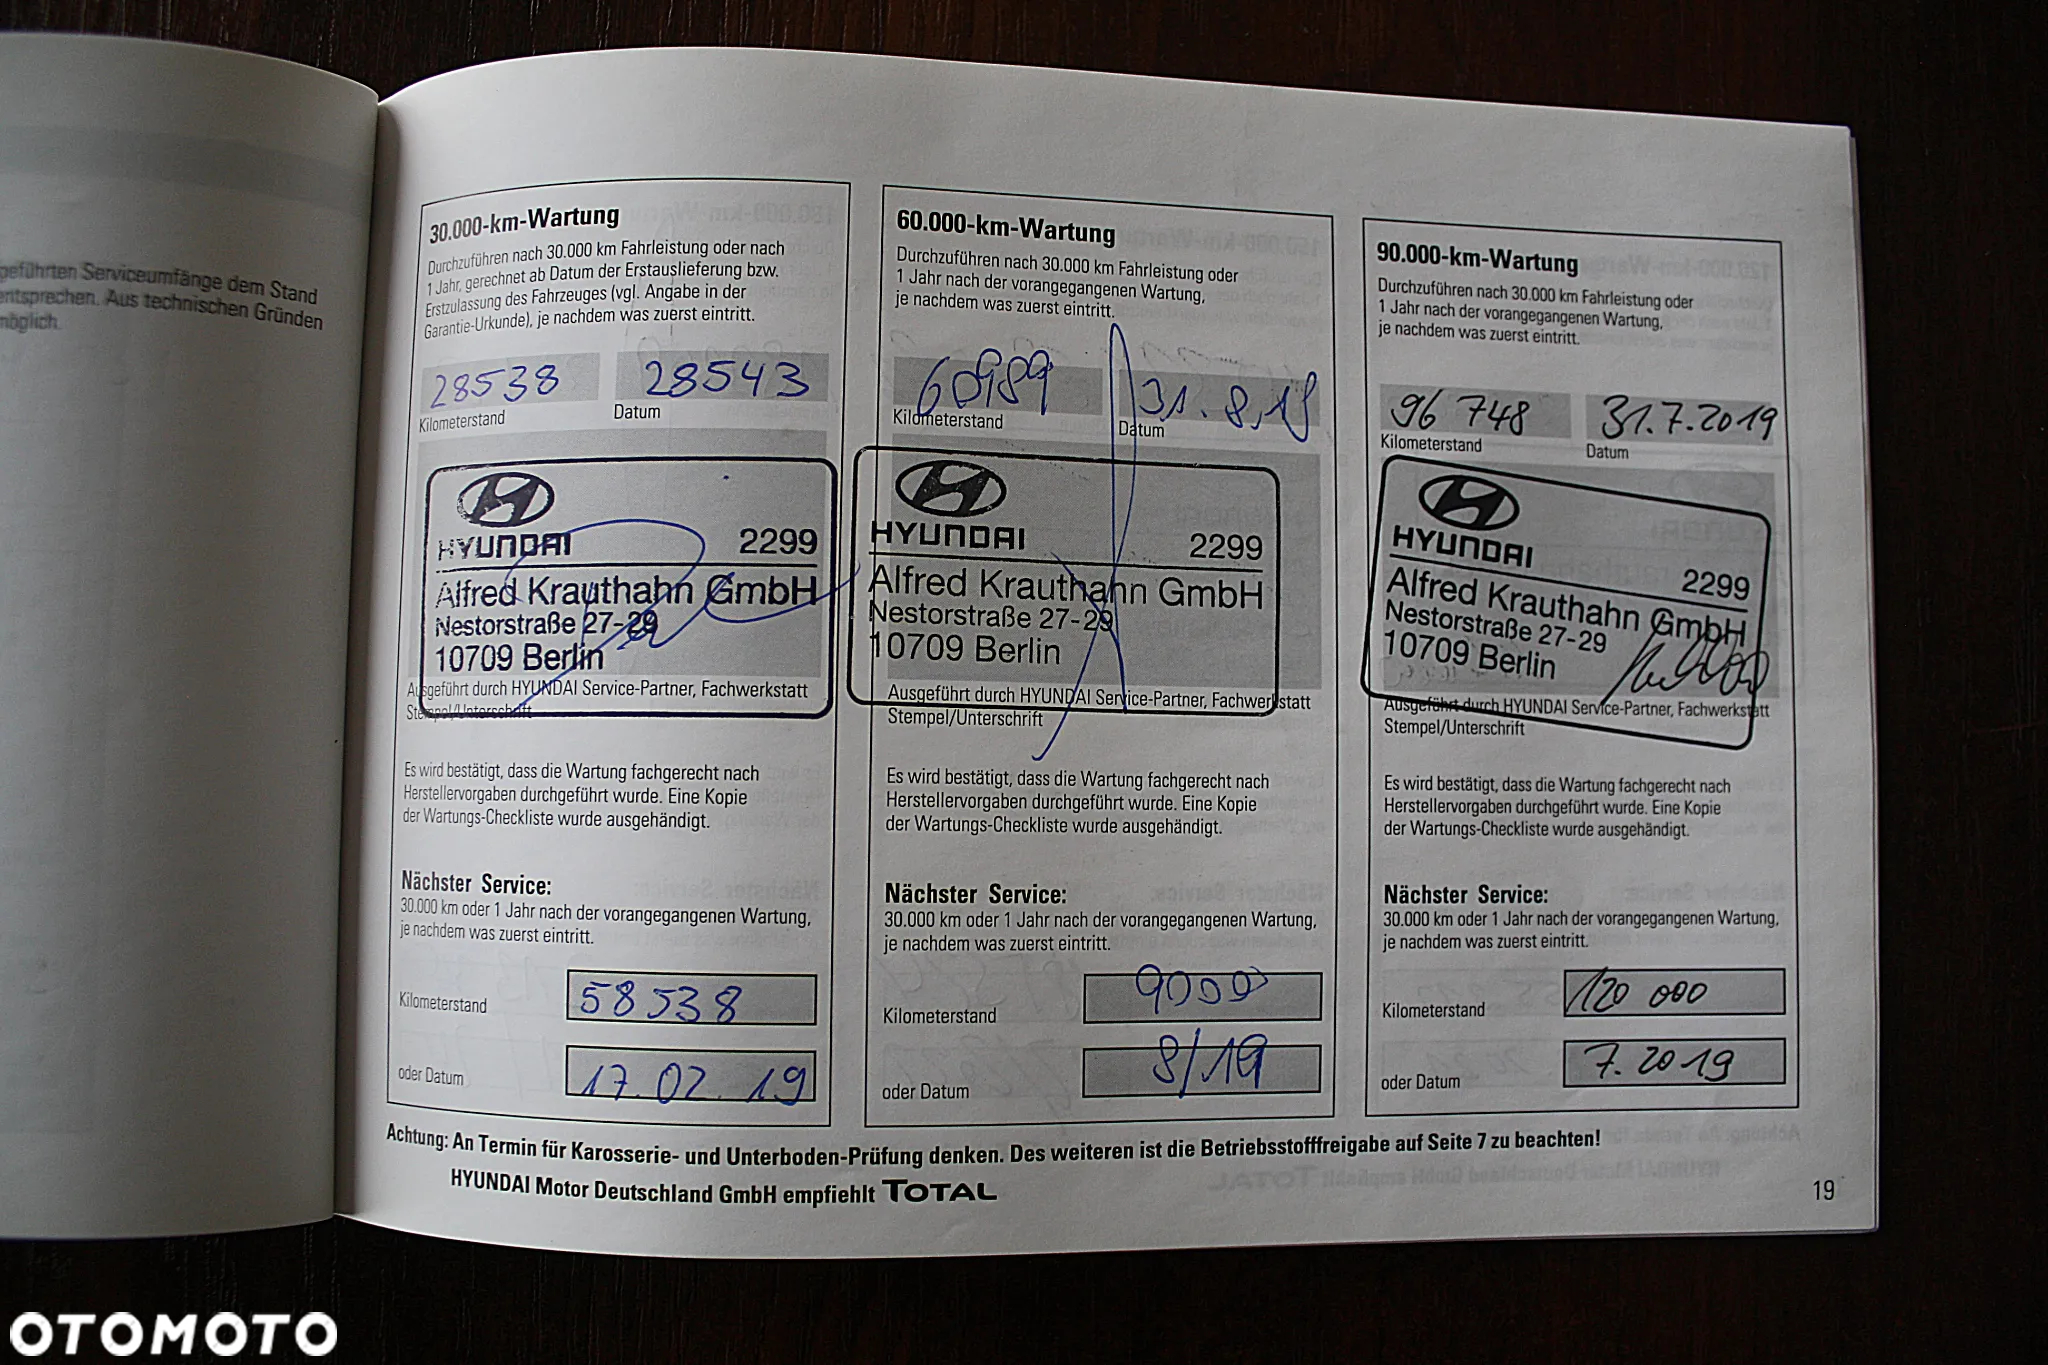 geführten Serviceumfänge dem Stand
entsprechen. Aus technischen Gründen
möglich.
30.000-km-Wartung
Durchzuführen nach 30.000 km Fahrleistung oder nach
1 Jahr, gerechnet ab Datum der Erstauslieferung bzw.
Erstzulassung des Fahrzeuges (vgl. Angabe in der
Garantie-Urkunde), je nachdem was zuerst eintritt.
28538 28543
Kilometerstand Datum
HYUNDAI 2299
Alfred Krauthahn GmbH
Nestorstraße 27-29
10709 Berlin
Ausgeführt durch HYUNDAI Service-Partner, Fachwerkstatt
Stempel/Unterschrift
Es wird bestätigt, dass die Wartung fachgerecht nach
Herstellervorgaben durchgeführt wurde. Eine Kopie
der Wartungs-Checkliste wurde ausgehändigt.
Nächster Service:
30.000 km oder 1 Jahr nach der vorangegangenen Wartung,
je nachdem was zuerst eintritt.
Kilometerstand 58538
oder Datum 17.02.19
60.000-km-Wartung
Durchzuführen nach 30.000 km Fahrleistung oder
1 Jahr nach der vorangegangenen Wartung,
je nachdem was zuerst eintritt.
60989 31.8.18
Kilometerstand Datum
HYUNDAI 2299
Alfred Krauthahn GmbH
Nestorstraße 27-29
10709 Berlin
Ausgeführt durch HYUNDAI Service-Partner, Fachwerkstatt
Stempel/Unterschrift
Es wird bestätigt, dass die Wartung fachgerecht nach
Herstellervorgaben durchgeführt wurde. Eine Kopie
der Wartungs-Checkliste wurde ausgehändigt.
Nächster Service:
30.000 km oder 1 Jahr nach der vorangegangenen Wartung,
je nachdem was zuerst eintritt.
Kilometerstand 9000
oder Datum 8/19
90.000-km-Wartung
Durchzuführen nach 30.000 km Fahrleistung oder
1 Jahr nach der vorangegangenen Wartung,
je nachdem was zuerst eintritt.
96 748 31.7.2019
Kilometerstand Datum
HYUNDAI 2299
Alfred Krauthahn GmbH
Nestorstraße 27-29
10709 Berlin
Ausgeführt durch HYUNDAI Service-Partner, Fachwerkstatt
Stempel/Unterschrift
Es wird bestätigt, dass die Wartung fachgerecht nach
Herstellervorgaben durchgeführt wurde. Eine Kopie
der Wartungs-Checkliste wurde ausgehändigt.
Nächster Service:
30.000 km oder 1 Jahr nach der vorangegangenen Wartung,
je nachdem was zuerst eintritt.
Kilometerstand 120 000
oder Datum 7.2019
Achtung: An Termin für Karosserie- und Unterboden-Prüfung denken. Des weiteren ist die Betriebsstofffreigabe auf Seite 7 zu beachten!
HYUNDAI Motor Deutschland GmbH empfiehlt TOTAL
19
OTOMOTO